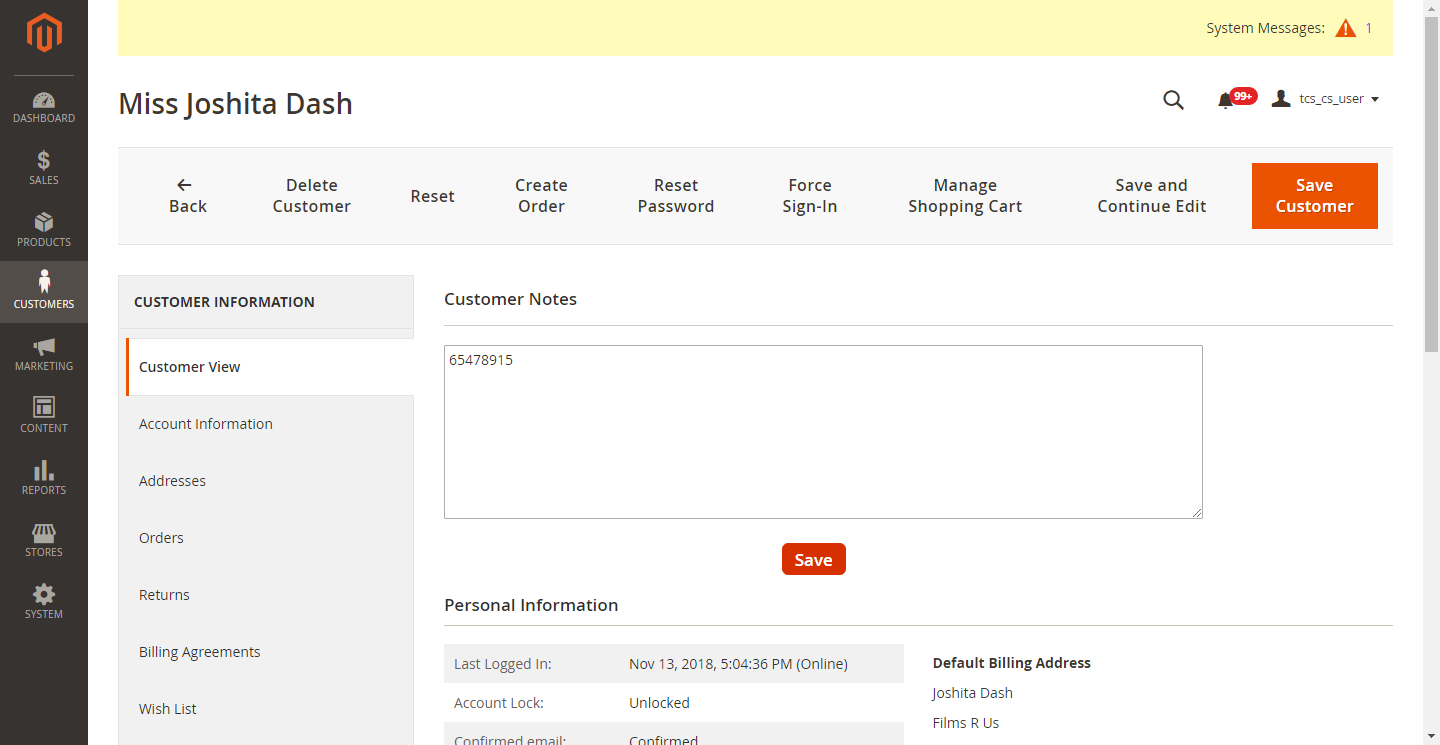 System Messages: 1
Miss Joshita Dash
99+
tcs_cs_user
Back
Delete
Customer
Reset
Create
Order
Reset
Password
Force
Sign-In
Manage
Shopping Cart
Save and
Continue Edit
Save
Customer
DASHBOARD
$
SALES
PRODUCTS
CUSTOMERS
MARKETING
CONTENT
REPORTS
STORES
SYSTEM
CUSTOMER INFORMATION
Customer View
Account Information
Addresses
Orders
Returns
Billing Agreements
Wish List
Customer Notes
65478915
Save
Personal Information
Last Logged In: Nov 13, 2018, 5:04:36 PM (Online)
Account Lock: Unlocked
Confirmed email: Confirmed
Default Billing Address
Joshita Dash
Films R Us